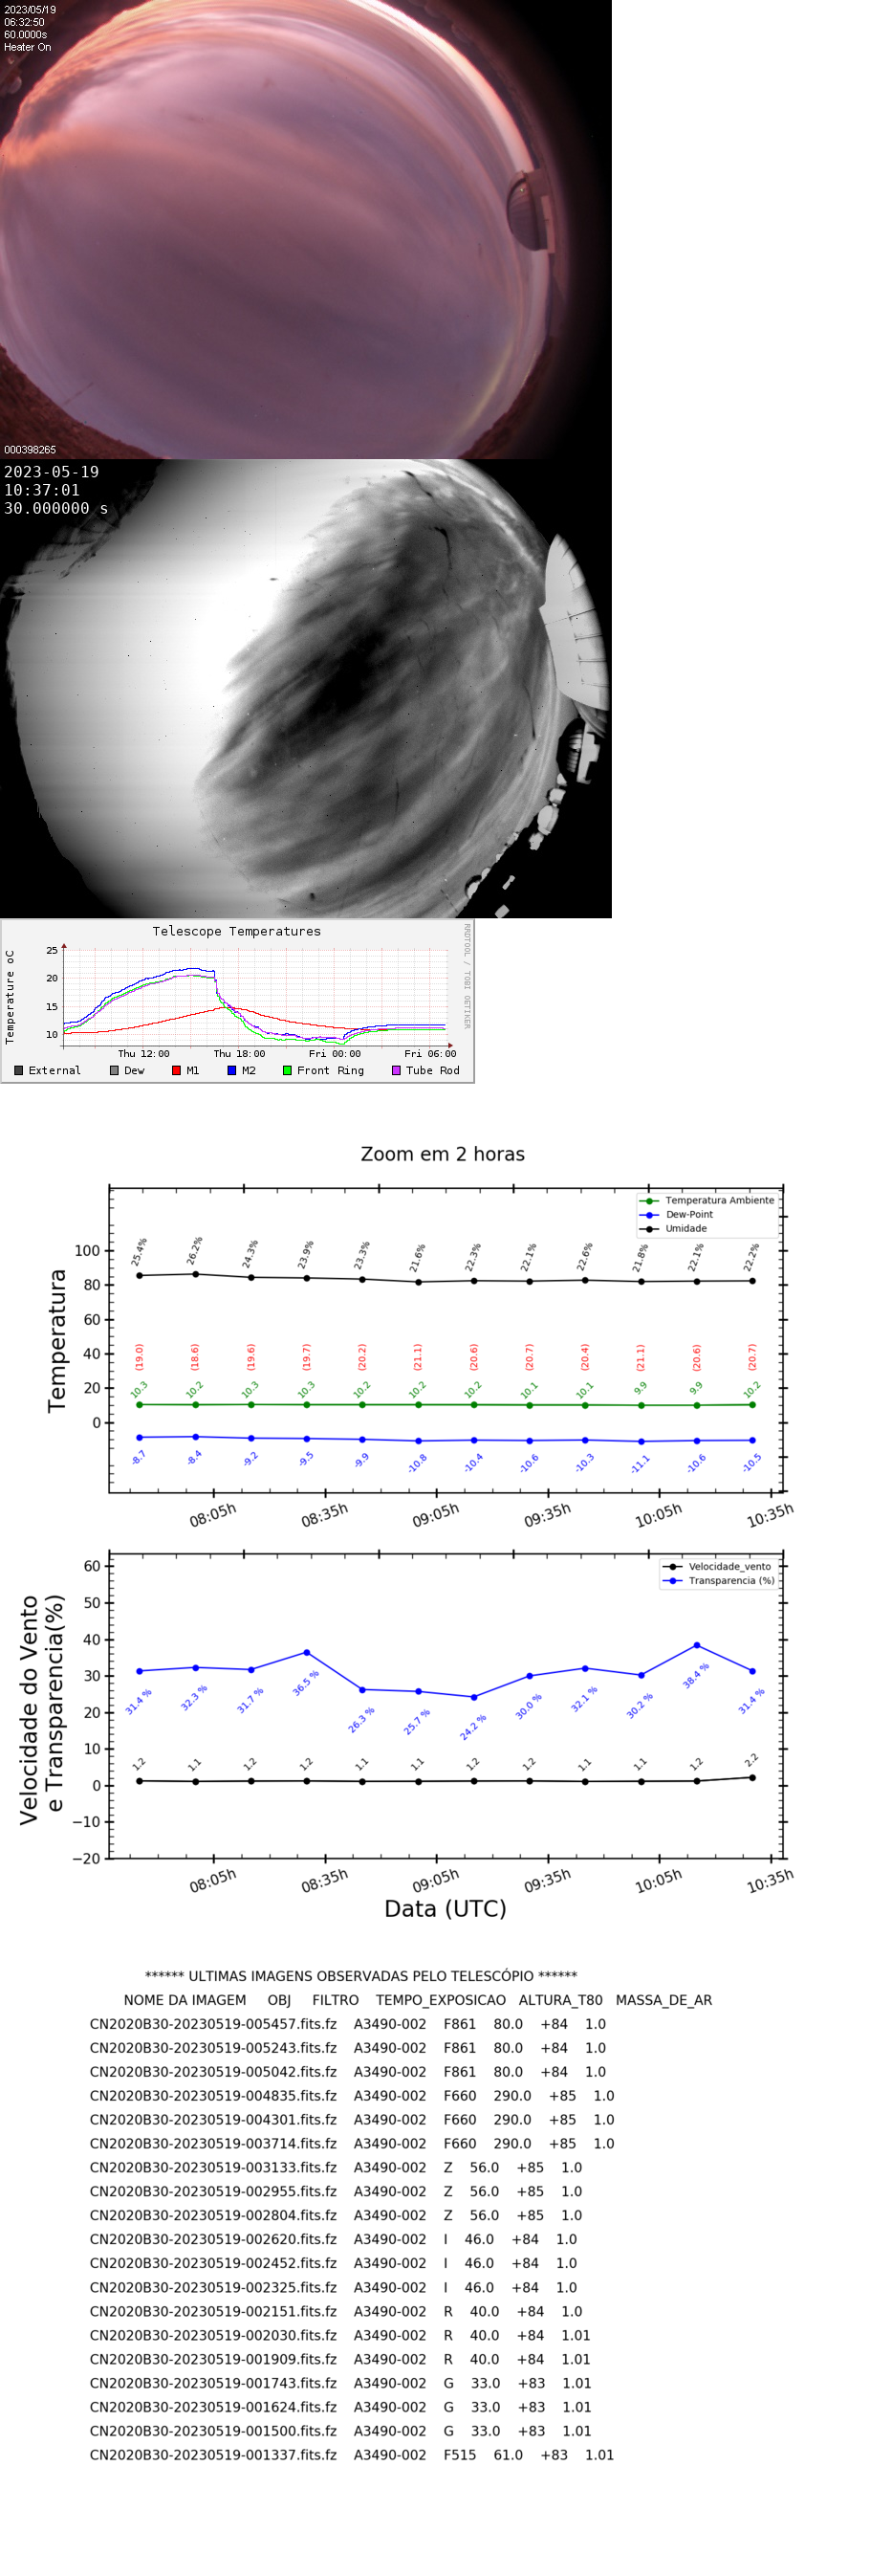 2023/05/19
06:32:50
60.0000s
Heater On
000398265
2023-05-19
10:37:01
30.000000 s
Telescope Temperatures
RRDTOOL / TOBI OETIKER
Temperature oC
25
20
15
10
Thu 12:00 Thu 18:00 Fri 00:00 Fri 06:00
External Dew M1 M2 Front Ring Tube Rod
Zoom em 2 horas
Temperatura
Temperatura Ambiente
Dew-Point
Umidade
100
80
60
40
20
0
25.4% 26.2% 24.3% 23.9% 23.3% 21.6% 22.3% 22.1% 22.6% 21.8% 22.1% 22.2%
(19.0) (18.6) (19.6) (19.7) (20.2) (21.1) (20.6) (20.7) (20.4) (21.1) (20.6) (20.7)
10.3 10.2 10.3 10.3 10.2 10.2 10.2 10.1 10.1 9.9 9.9 10.2
-8.7 -8.4 -9.2 -9.5 -9.9 -10.8 -10.4 -10.6 -10.3 -11.1 -10.6 -10.5
08:05h 08:35h 09:05h 09:35h 10:05h 10:35h
Velocidade do Vento
e Transparencia(%)
Velocidade_vento
Transparencia (%)
60
50
40
30
20
10
0
−10
−20
31.4 % 32.3 % 31.7 % 36.5 % 26.3 % 25.7 % 24.2 % 30.0 % 32.1 % 30.2 % 38.4 % 31.4 %
1.2 1.1 1.2 1.2 1.1 1.1 1.2 1.2 1.1 1.1 1.2 2.2
08:05h 08:35h 09:05h 09:35h 10:05h 10:35h
Data (UTC)
****** ULTIMAS IMAGENS OBSERVADAS PELO TELESCÓPIO ******
NOME DA IMAGEM OBJ FILTRO TEMPO_EXPOSICAO ALTURA_T80 MASSA_DE_AR
CN2020B30-20230519-005457.fits.fz A3490-002 F861 80.0 +84 1.0
CN2020B30-20230519-005243.fits.fz A3490-002 F861 80.0 +84 1.0
CN2020B30-20230519-005042.fits.fz A3490-002 F861 80.0 +84 1.0
CN2020B30-20230519-004835.fits.fz A3490-002 F660 290.0 +85 1.0
CN2020B30-20230519-004301.fits.fz A3490-002 F660 290.0 +85 1.0
CN2020B30-20230519-003714.fits.fz A3490-002 F660 290.0 +85 1.0
CN2020B30-20230519-003133.fits.fz A3490-002 Z 56.0 +85 1.0
CN2020B30-20230519-002955.fits.fz A3490-002 Z 56.0 +85 1.0
CN2020B30-20230519-002804.fits.fz A3490-002 Z 56.0 +85 1.0
CN2020B30-20230519-002620.fits.fz A3490-002 I 46.0 +84 1.0
CN2020B30-20230519-002452.fits.fz A3490-002 I 46.0 +84 1.0
CN2020B30-20230519-002325.fits.fz A3490-002 I 46.0 +84 1.0
CN2020B30-20230519-002151.fits.fz A3490-002 R 40.0 +84 1.0
CN2020B30-20230519-002030.fits.fz A3490-002 R 40.0 +84 1.01
CN2020B30-20230519-001909.fits.fz A3490-002 R 40.0 +84 1.01
CN2020B30-20230519-001743.fits.fz A3490-002 G 33.0 +83 1.01
CN2020B30-20230519-001624.fits.fz A3490-002 G 33.0 +83 1.01
CN2020B30-20230519-001500.fits.fz A3490-002 G 33.0 +83 1.01
CN2020B30-20230519-001337.fits.fz A3490-002 F515 61.0 +83 1.01